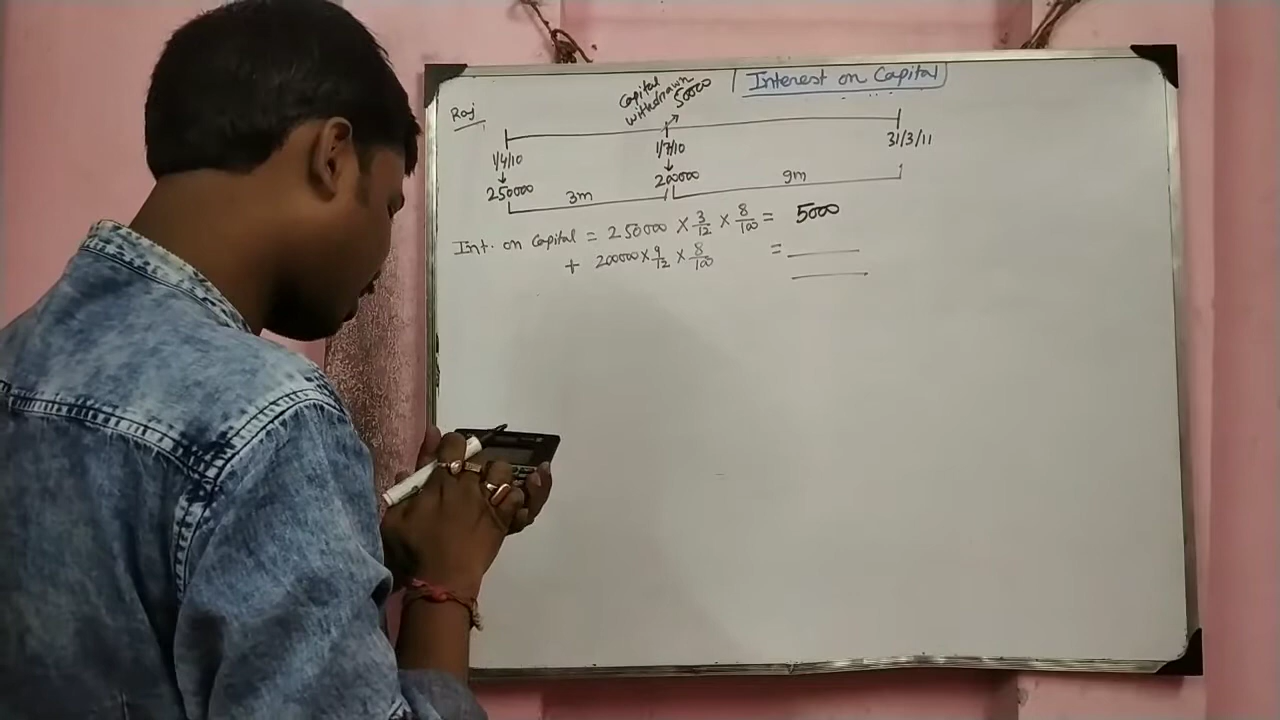 Interest on Capital
Raj
Capital
withdrawn
50000
1/4/10
1/7/10
31/3/11
250000
200000
3m
9m
Int. on Capital = 250000 × 3/12 × 8/100 = 5000
+ 200000 × 9/12 × 8/100 =